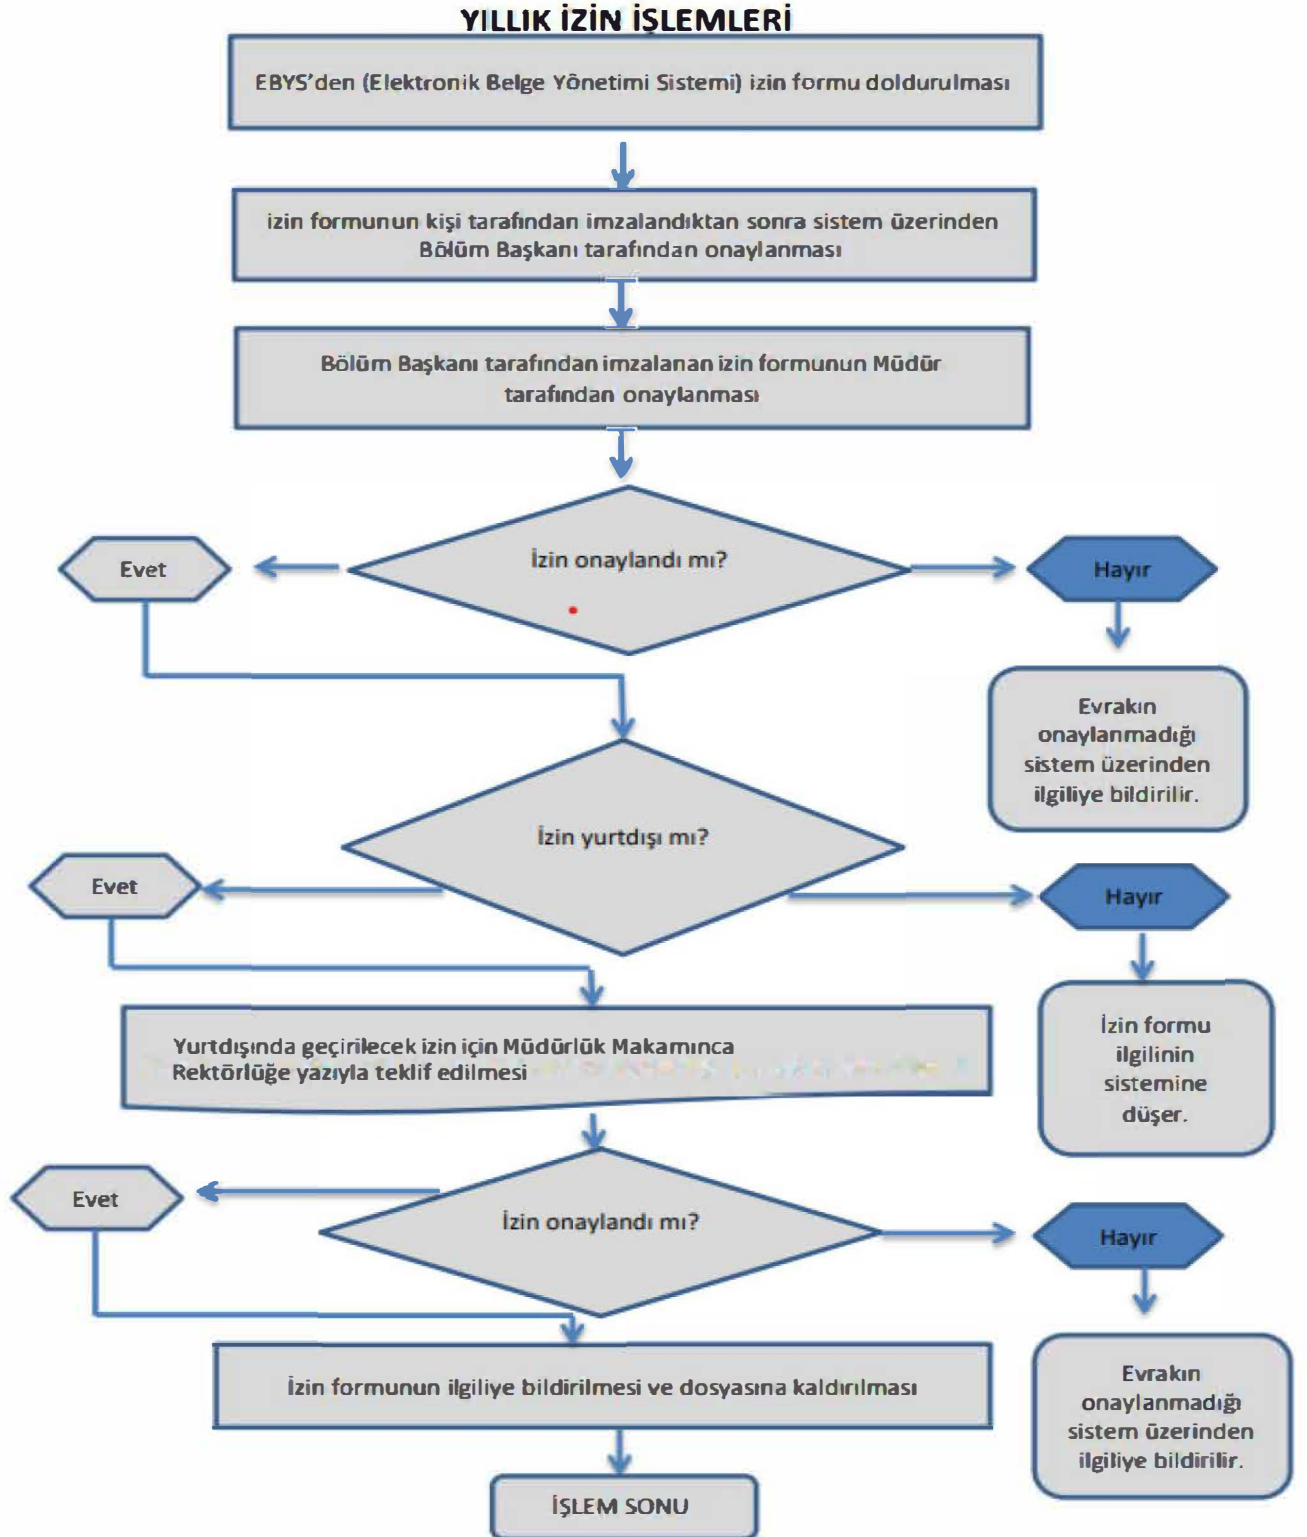 YILLIK İZİN İŞLEMLERİ
EBYS'den (Elektronik Belge Yönetimi Sistemi) izin formu doldurulması
izin formunun kişi tarafından imzalandıktan sonra sistem üzerinden
Bölüm Başkanı tarafından onaylanması
Bölüm Başkanı tarafından imzalanan izin formunun Müdür
tarafından onaylanması
İzin onaylandı mı?
Evet
Hayır
Evrakın
onaylanmadığı
sistem üzerinden
ilgiliye bildirilir.
İzin yurtdışı mı?
Evet
Hayır
İzin formu
ilgilinin
sistemine
düşer.
Yurtdışında geçirilecek izin için Müdürlük Makamınca
Rektörlüğe yazıyla teklif edilmesi
Evet
İzin onaylandı mı?
Hayır
Evrakın
onaylanmadığı
sistem üzerinden
ilgiliye bildirilir.
İzin formunun ilgiliye bildirilmesi ve dosyasına kaldırılması
İŞLEM SONU